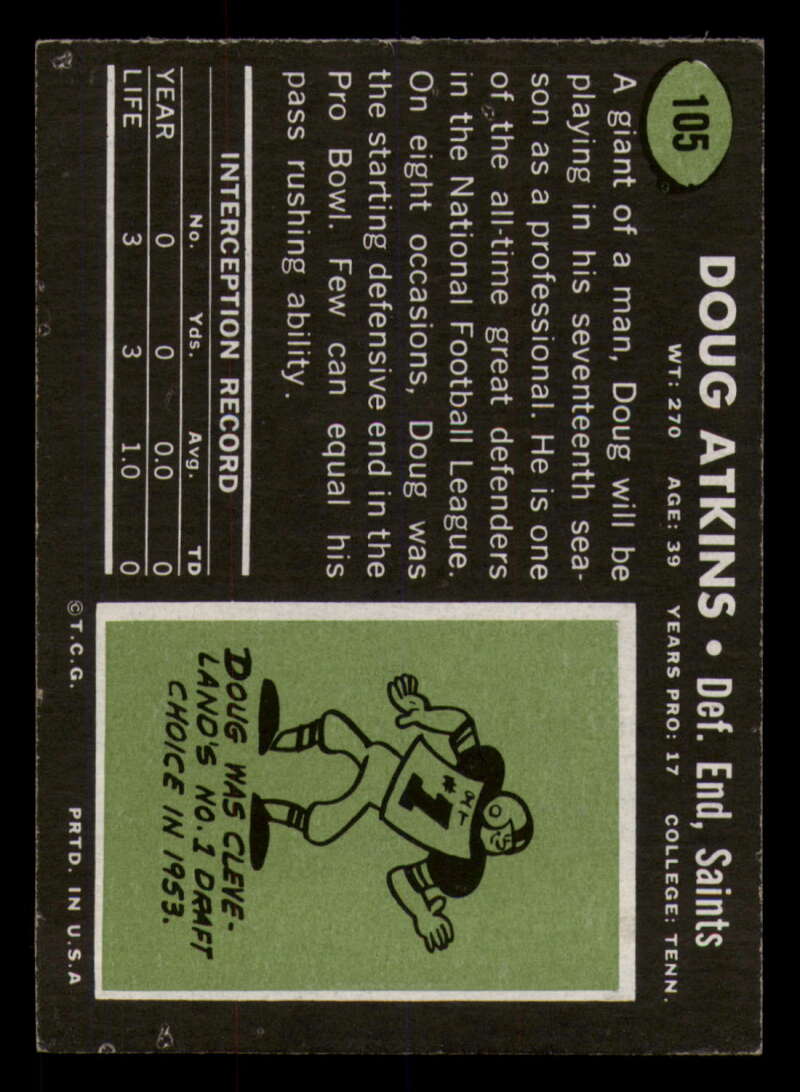 105
DOUG ATKINS • Def. End, Saints
WT: 270 AGE: 39 YEARS PRO: 17 COLLEGE: TENN.
A giant of a man, Doug will be
playing in his seventeenth sea-
son as a professional. He is one
of the all-time great defenders
in the National Football League.
On eight occasions, Doug was
the starting defensive end in the
Pro Bowl. Few can equal his
pass rushing ability.
INTERCEPTION RECORD
No. Yds. Avg. TD
YEAR 0 0 0.0 0
LIFE 3 3 1.0 0
#1
DOUG WAS CLEVE-
LAND'S NO. 1 DRAFT
CHOICE IN 1953.
©T.C.G. PRTD. IN U.S.A